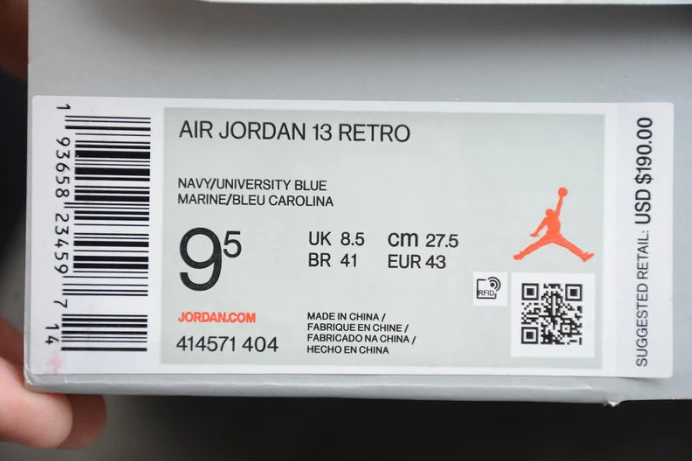 AIR JORDAN 13 RETRO
NAVY/UNIVERSITY BLUE
MARINE/BLEU CAROLINA
9⁵
UK 8.5 cm 27.5
BR 41 EUR 43
RFID
JORDAN.COM
414571 404
MADE IN CHINA /
FABRIQUE EN CHINE /
FABRICADO NA CHINA /
HECHO EN CHINA
1 93658 23459 7 14
SUGGESTED RETAIL: USD $190.00